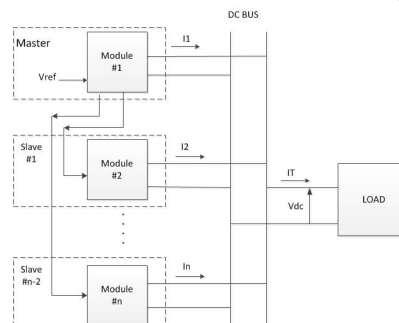 DC BUS
Master
Vref
Module
#1
I1
Slave
#1
Module
#2
I2
IT
Vdc
LOAD
Slave
#n-2
Module
#n
In